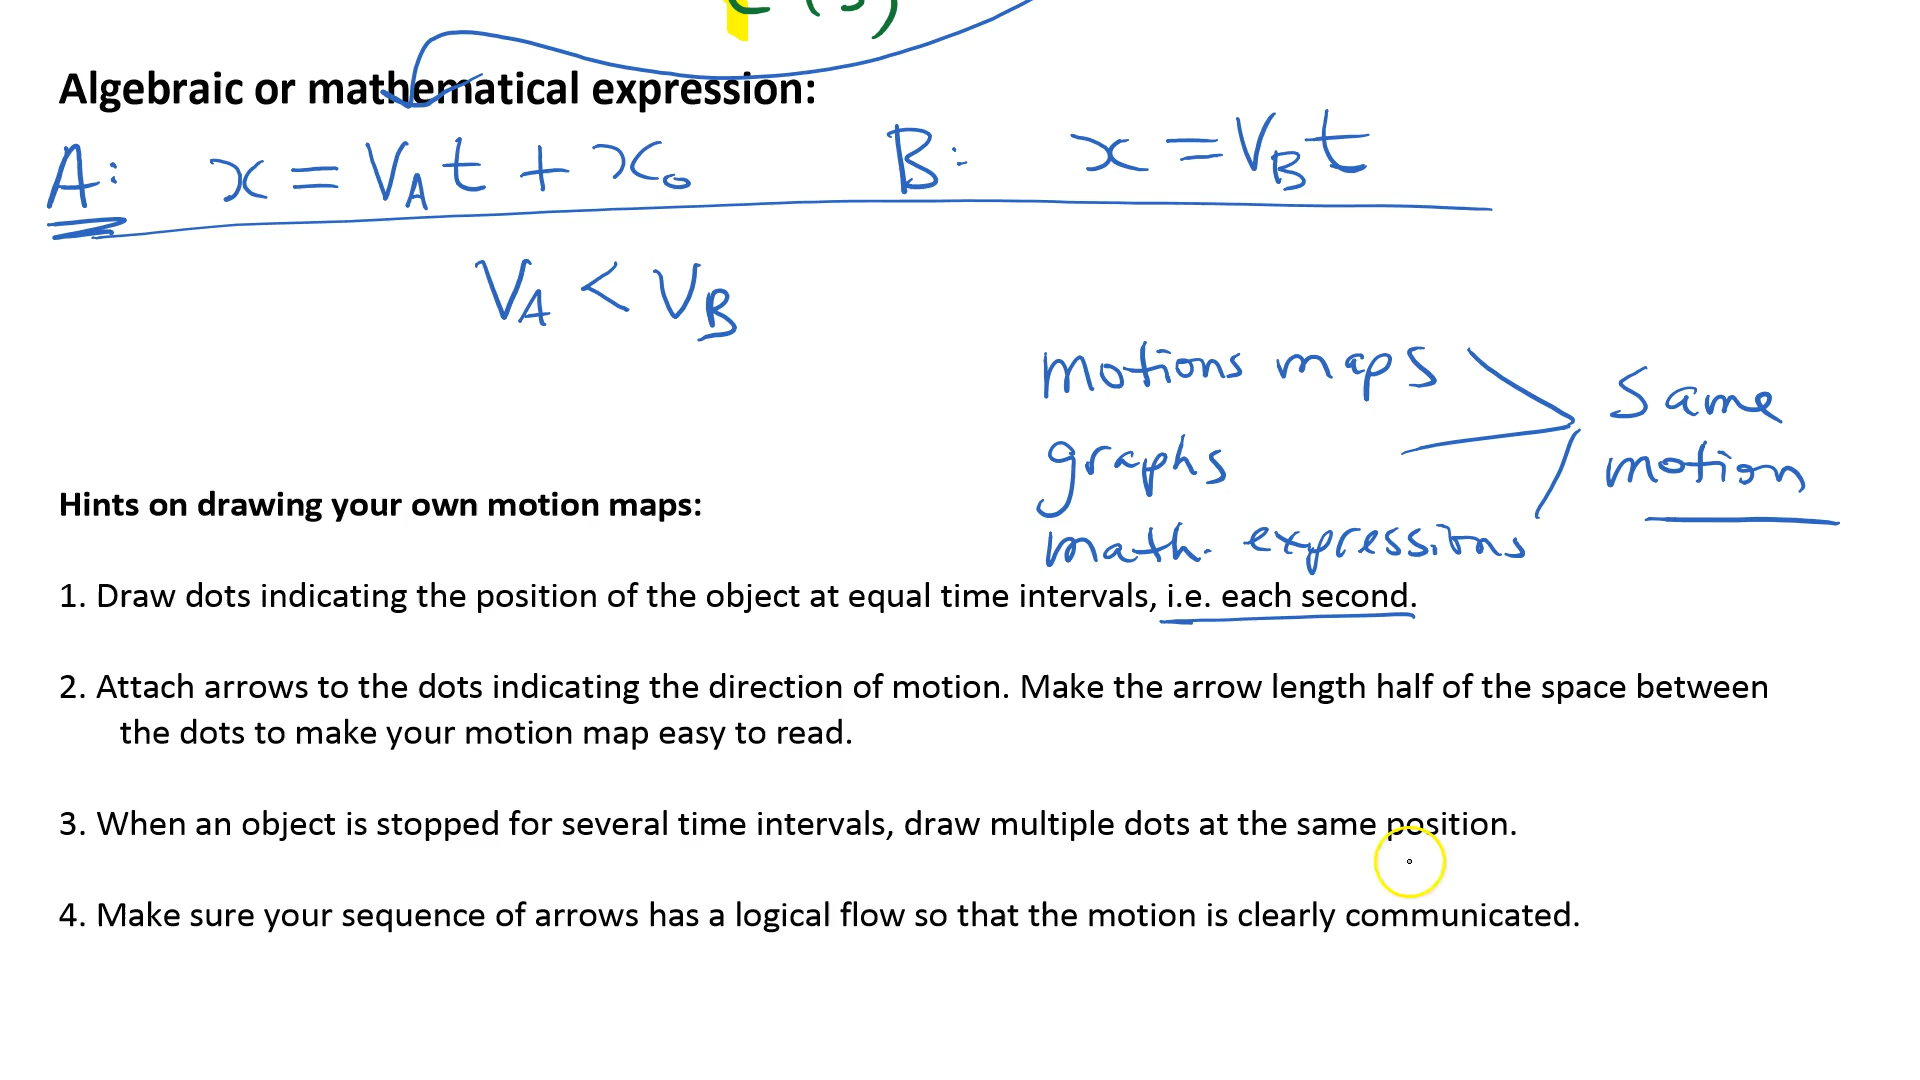 t (s)
Algebraic or mathematical expression:
A: x = VA t + x₀ B: x = VB t
VA < VB
motions maps
graphs
math. expressions
Same
motion
Hints on drawing your own motion maps:
1. Draw dots indicating the position of the object at equal time intervals, i.e. each second.
2. Attach arrows to the dots indicating the direction of motion. Make the arrow length half of the space between
the dots to make your motion map easy to read.
3. When an object is stopped for several time intervals, draw multiple dots at the same position.
4. Make sure your sequence of arrows has a logical flow so that the motion is clearly communicated.